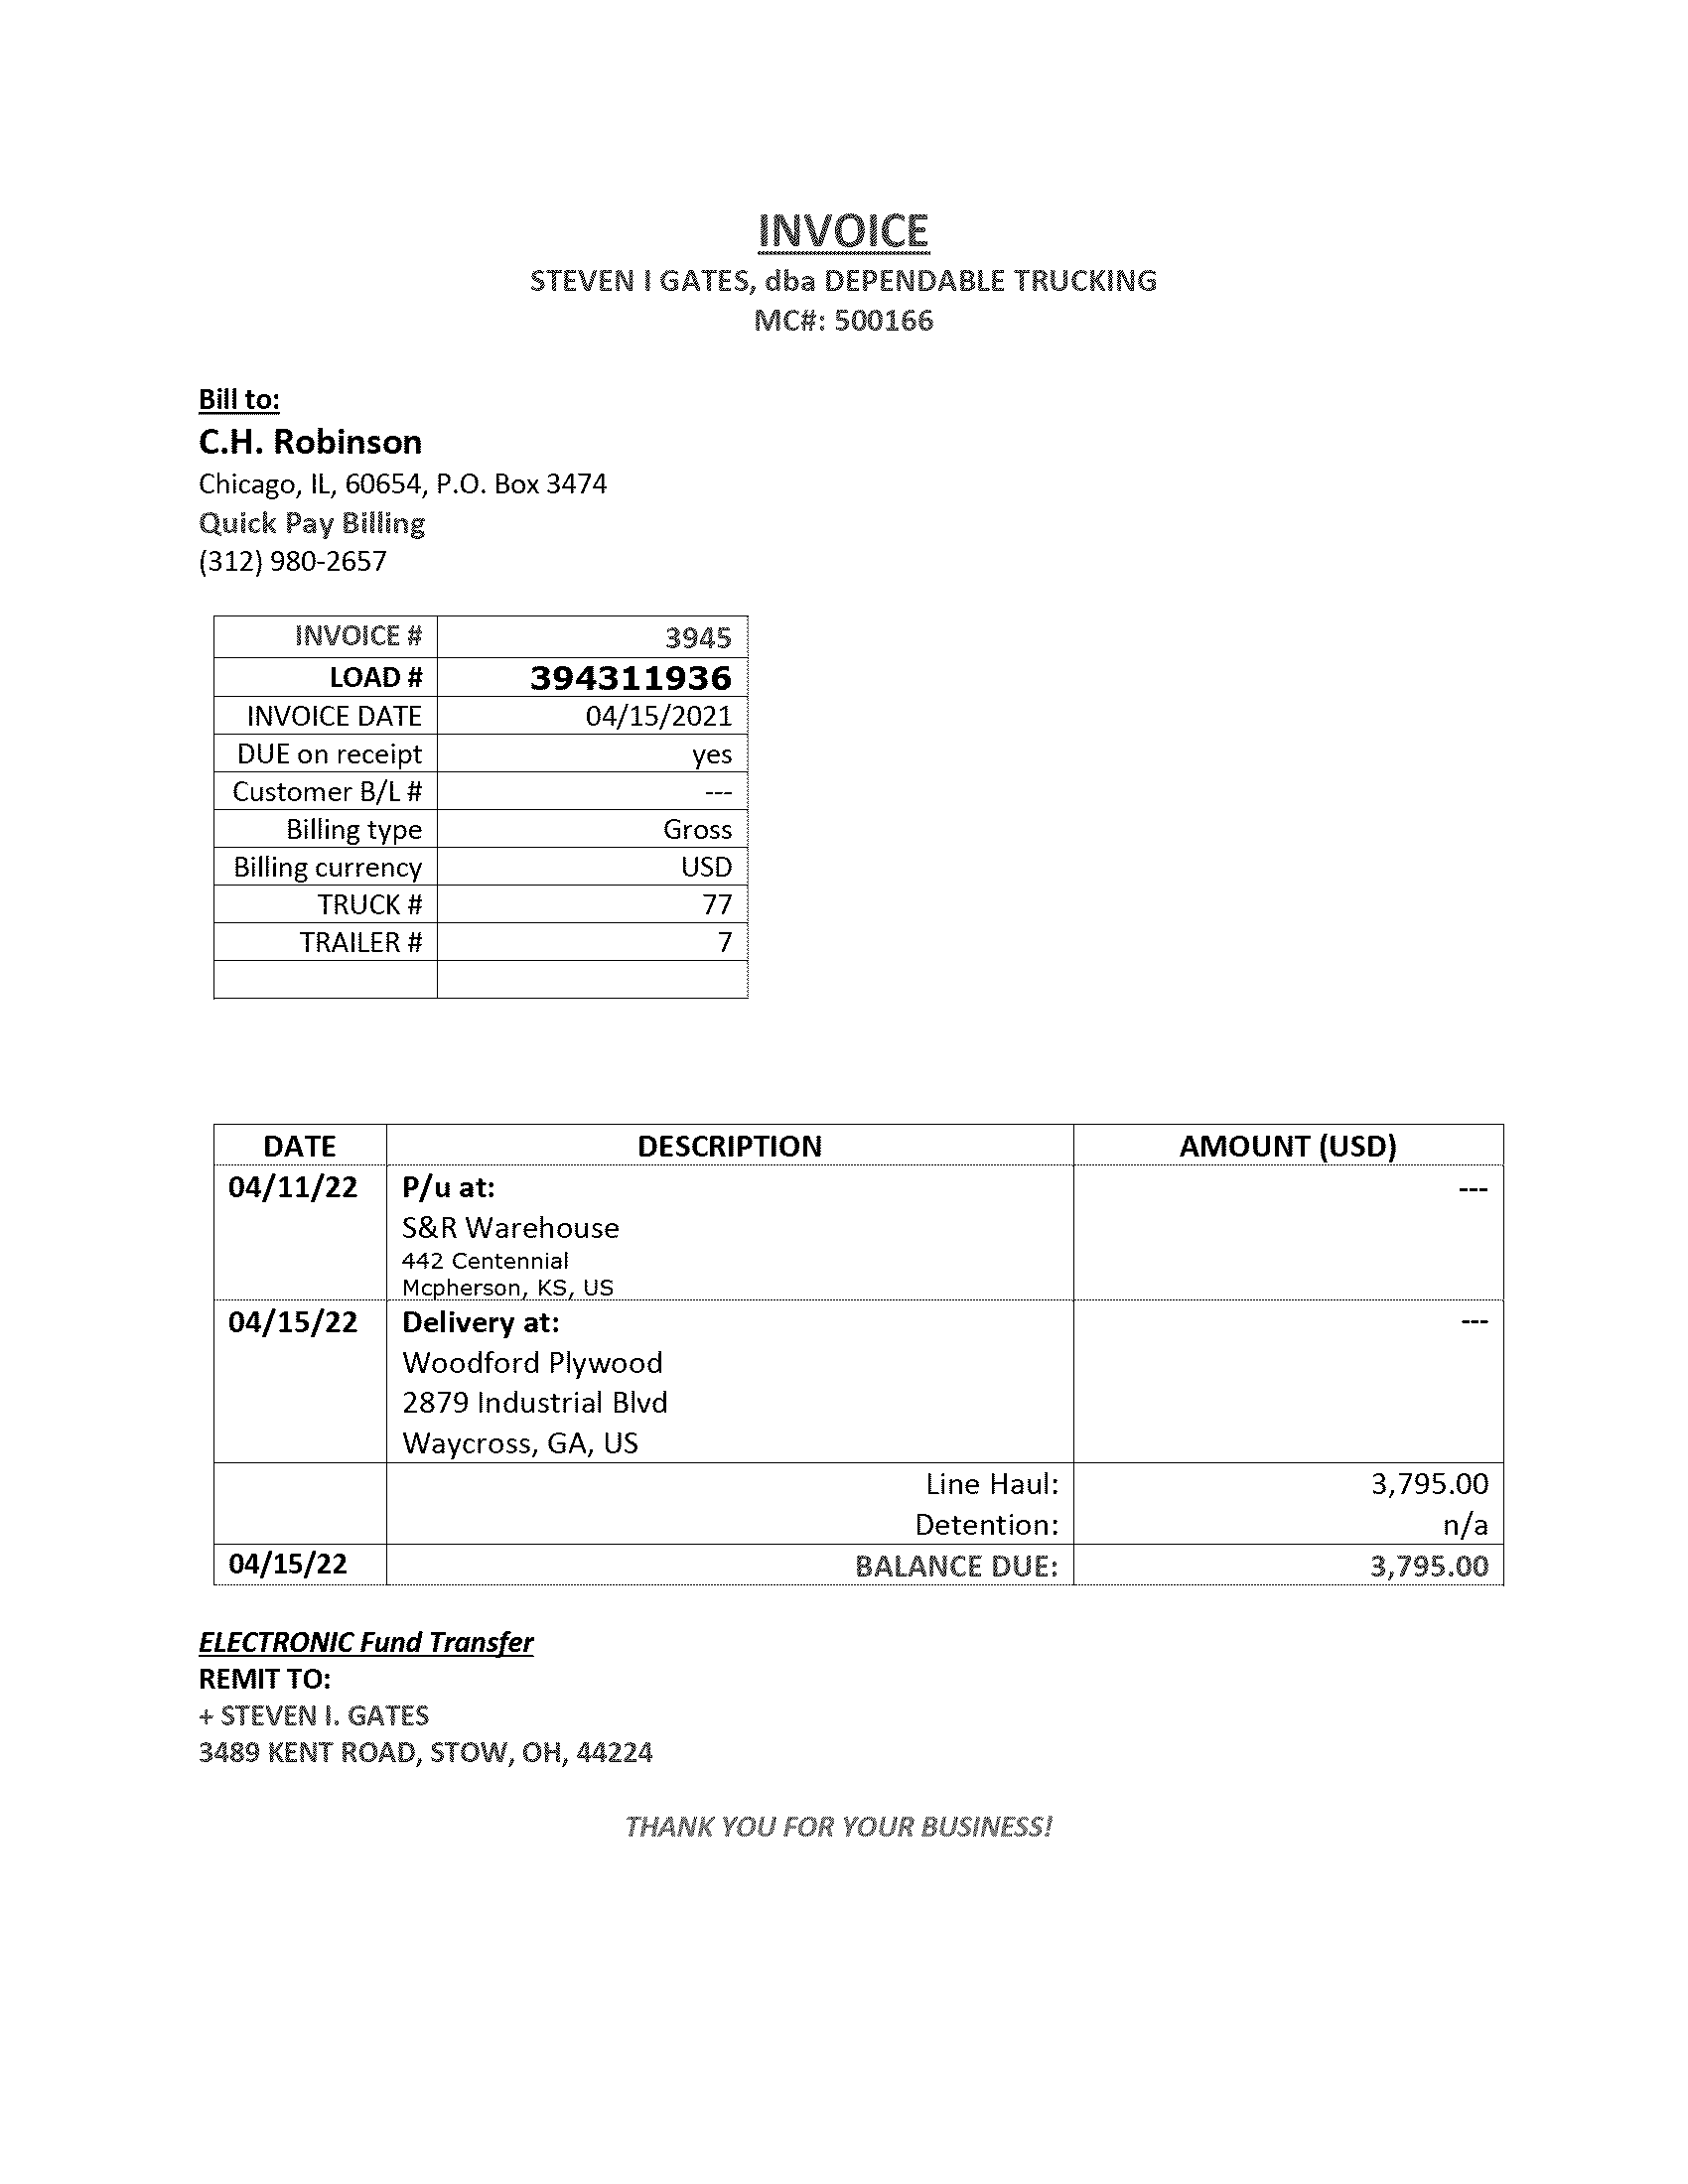 INVOICE
STEVEN I GATES, dba DEPENDABLE TRUCKING
MC#: 500166
Bill to:
C.H. Robinson
Chicago, IL, 60654, P.O. Box 3474
Quick Pay Billing
(312) 980-2657
INVOICE # 3945
LOAD # 394311936
INVOICE DATE 04/15/2021
DUE on receipt yes
Customer B/L # ---
Billing type Gross
Billing currency USD
TRUCK # 77
TRAILER # 7
DATE DESCRIPTION AMOUNT (USD)
04/11/22 P/u at: ---
S&R Warehouse
442 Centennial
Mcpherson, KS, US
04/15/22 Delivery at: ---
Woodford Plywood
2879 Industrial Blvd
Waycross, GA, US
Line Haul: 3,795.00
Detention: n/a
04/15/22 BALANCE DUE: 3,795.00
ELECTRONIC Fund Transfer
REMIT TO:
+ STEVEN I. GATES
3489 KENT ROAD, STOW, OH, 44224
THANK YOU FOR YOUR BUSINESS!